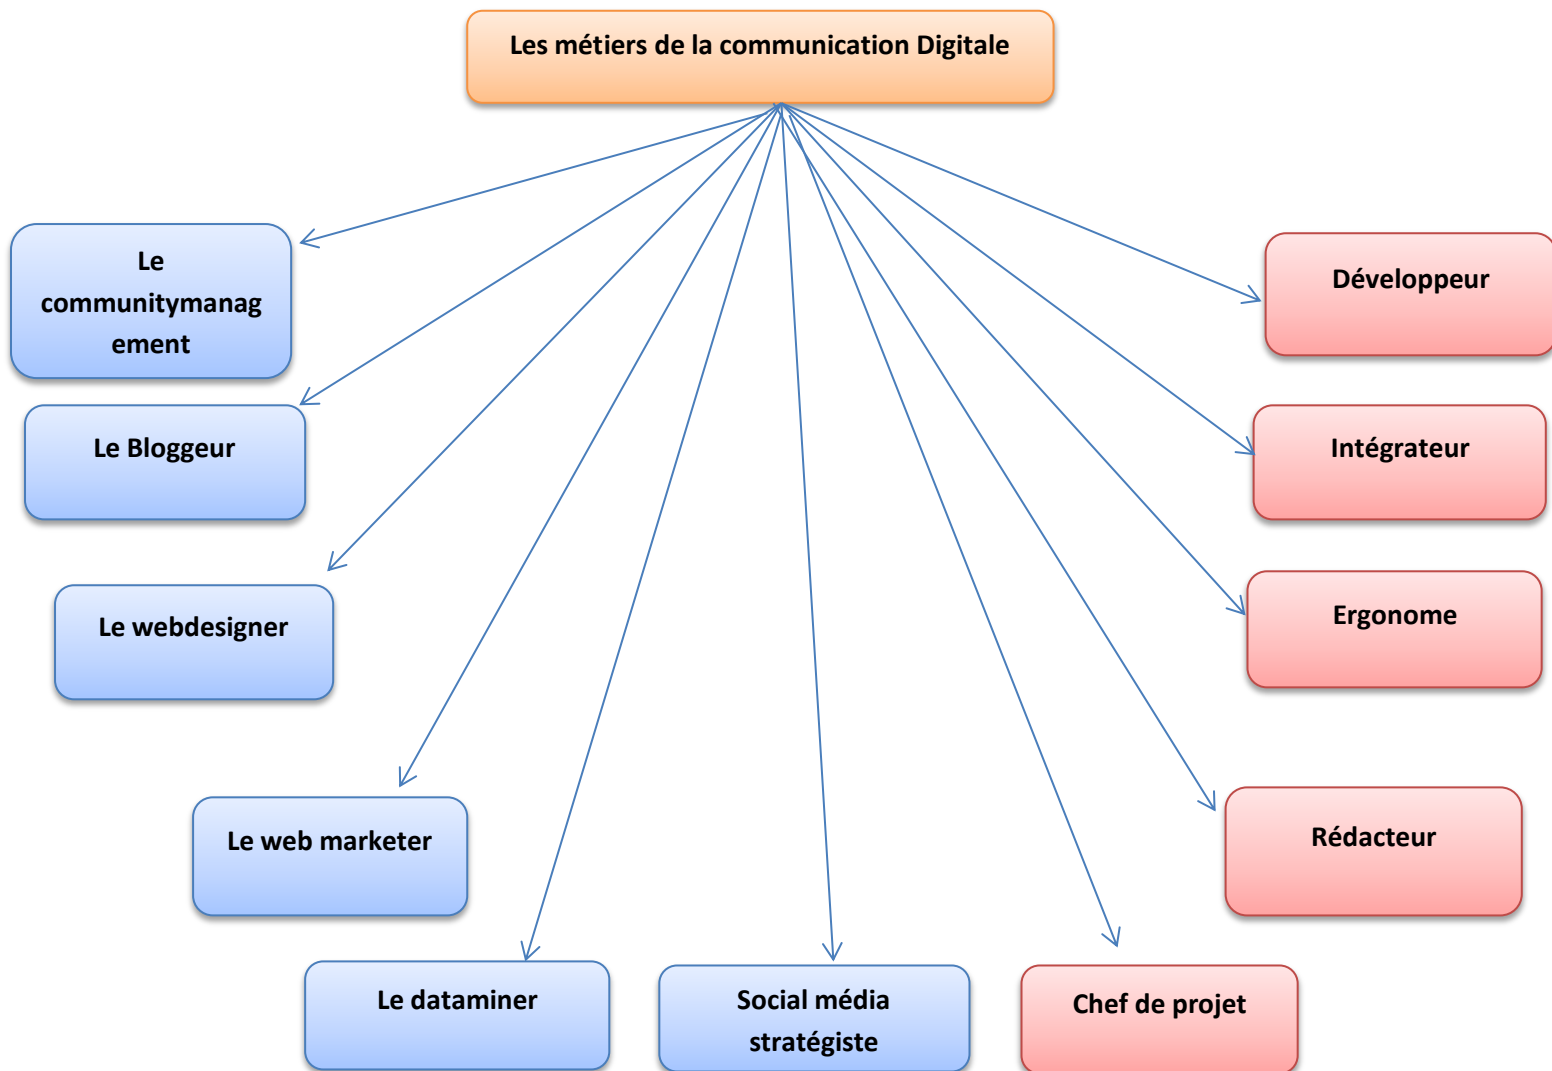 Les métiers de la communication Digitale
Le
communitymanag
ement
Développeur
Le Bloggeur
Intégrateur
Le webdesigner
Ergonome
Le web marketer
Rédacteur
Le dataminer
Social média
stratégiste
Chef de projet